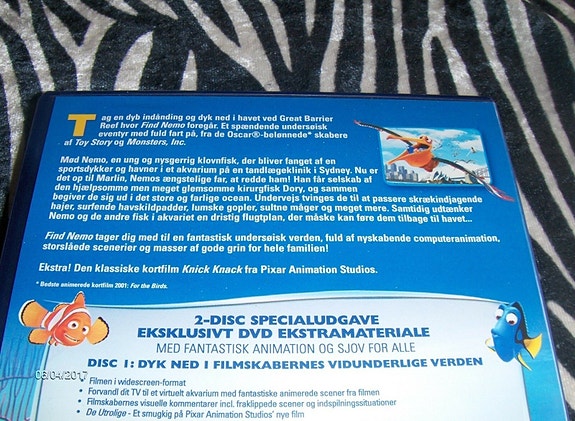 Tag en dyb indånding og dyk ned i havet ved Great Barrier
Reef hvor Find Nemo foregår. Et spændende undersøisk
eventyr med fuld fart på, fra de Oscar®-belønnede* skabere
af Toy Story og Monsters, Inc.
Mød Nemo, en ung og nysgerrig klovnfisk, der bliver fanget af en
sportsdykker og havner i et akvarium på en tandlægeklinik i Sydney. Nu er
det op til Marlin, Nemos ængstelige far, at redde ham! Han får selskab af
den hjælpsomme men meget glemsomme kirurgfisk Dory, og sammen
begiver de sig ud i det store og farlige ocean. Undervejs tvinges de til at passere skrækindjagende
hajer, surfende havskildpadder, lumske gopler, sultne måger og meget mere. Samtidig udtænker
Nemo og de andre fisk i akvariet en dristig flugtplan, der måske kan føre dem tilbage til havet...
Find Nemo tager dig med til en fantastisk undersøisk verden, fuld af nyskabende computeranimation,
storslåede scenerier og masser af gode grin for hele familien!
Ekstra! Den klassiske kortfilm Knick Knack fra Pixar Animation Studios.
* Bedste animerede kortfilm 2001: For the Birds.
2-DISC SPECIALUDGAVE
EKSKLUSIVT DVD EKSTRAMATERIALE
MED FANTASTISK ANIMATION OG SJOV FOR ALLE
DISC 1: DYK NED I FILMSKABERNES VIDUNDERLIGE VERDEN
06/04/2017
• Filmen i widescreen-format
• Forvandl dit TV til et virtuelt akvarium med fantastiske animerede scener fra filmen
• Filmskabernes visuelle kommentarer incl. fraklippede scener og indspilningssituationer
• De Utrolige - Et smugkig på Pixar Animation Studios' nye film